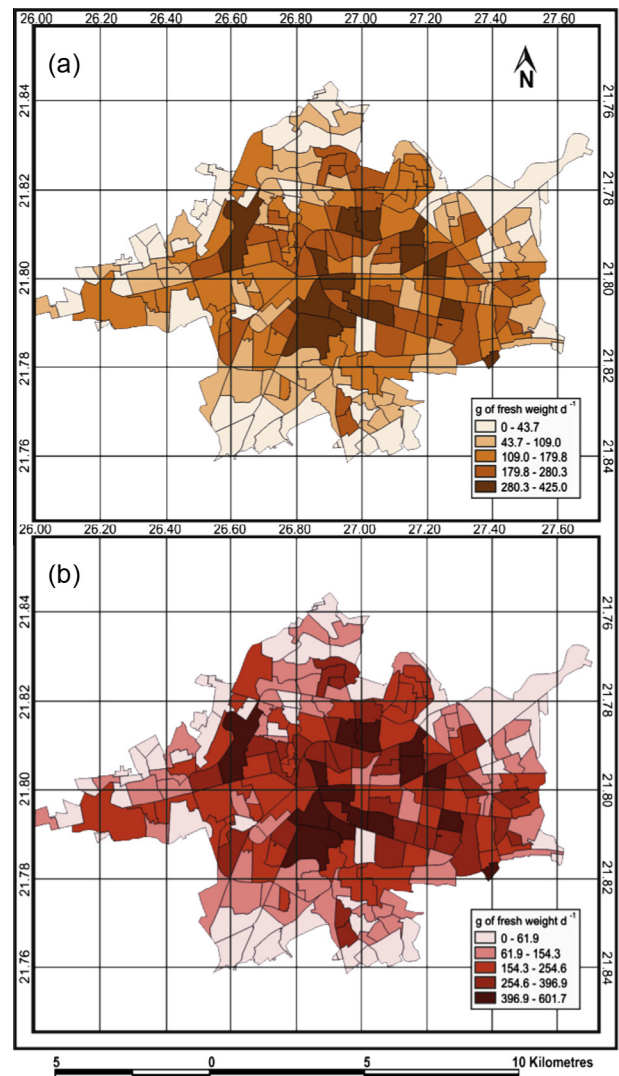 26.00 26.20 26.40 26.60 26.80 27.00 27.20 27.40 27.60
(a)
N
21.84 21.76
21.82 21.78
21.80 21.80
21.78 21.82
21.76 21.84
g of fresh weight d -1
0 - 43.7
43.7 - 109.0
109.0 - 179.8
179.8 - 280.3
280.3 - 425.0
26.00 26.20 26.40 26.60 26.80 27.00 27.20 27.40 27.60
(b)
21.84 21.76
21.82 21.78
21.80 21.80
21.78 21.82
21.76 21.84
g of fresh weight d -1
0 - 61.9
61.9 - 154.3
154.3 - 254.6
254.6 - 396.9
396.9 - 601.7
5 0 5 10 Kilometres